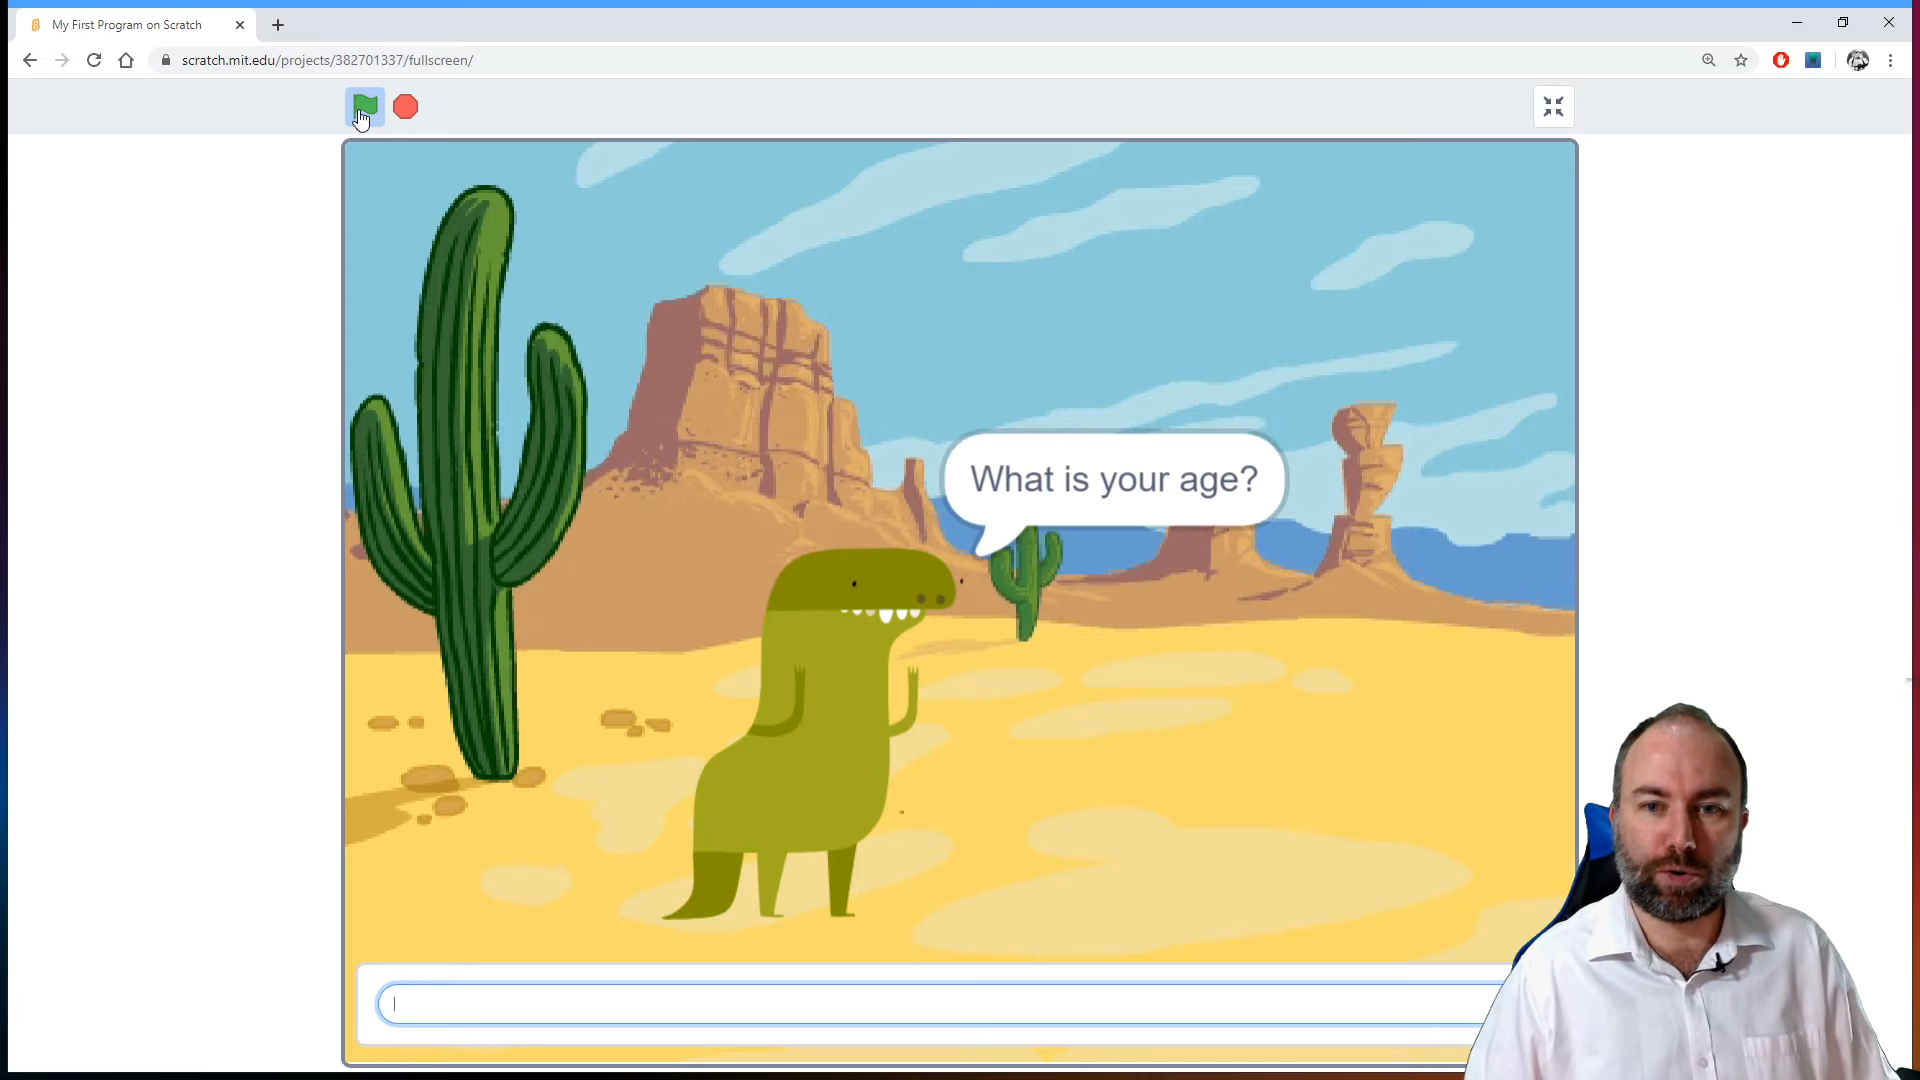 My First Program on Scratch
scratch.mit.edu/projects/382701337/fullscreen/
What is your age?